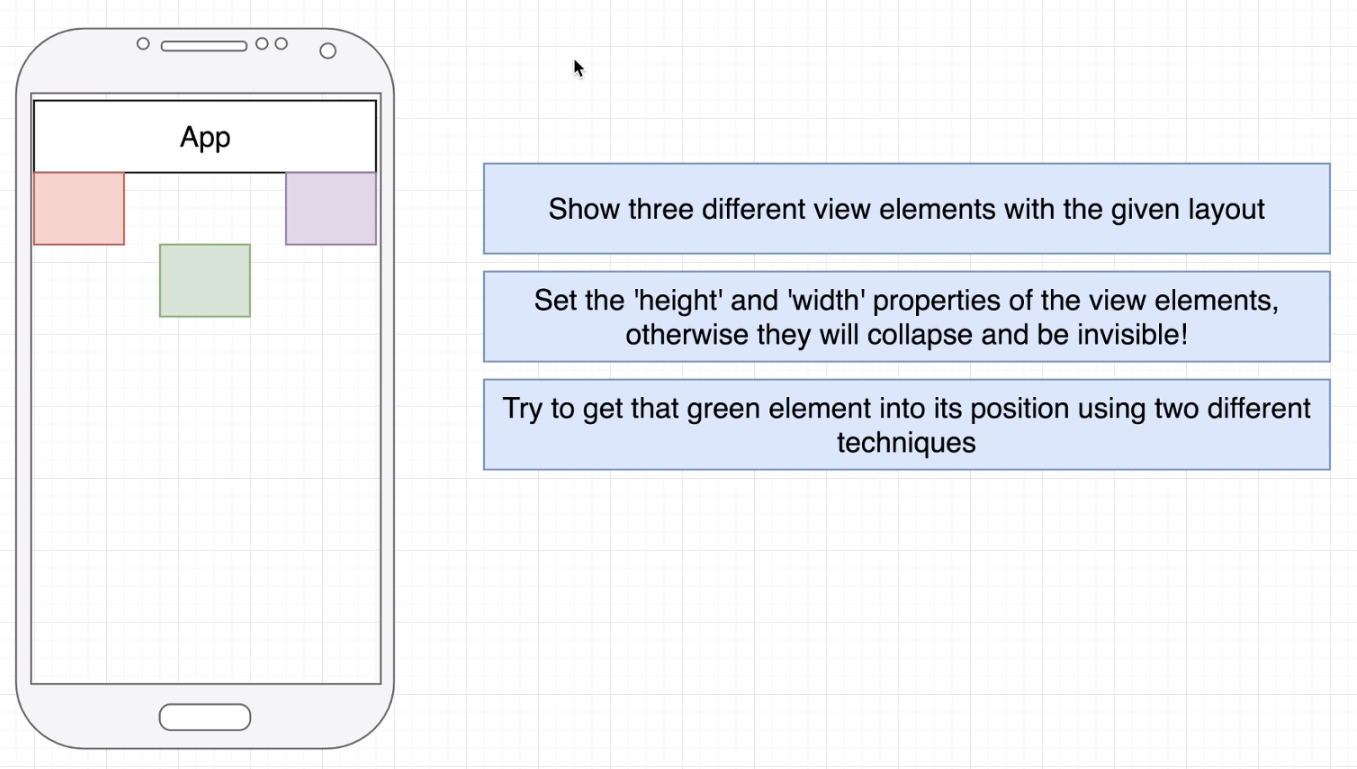 App
Show three different view elements with the given layout
Set the 'height' and 'width' properties of the view elements,
otherwise they will collapse and be invisible!
Try to get that green element into its position using two different
techniques